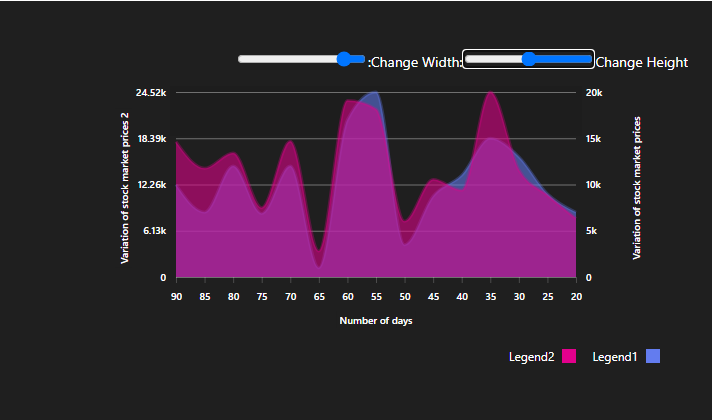 :Change Width: Change Height
24.52k
18.39k
12.26k
6.13k
0
Variation of stock market prices 2
20k
15k
10k
5k
0
Variation of stock market prices
90 85 80 75 70 65 60 55 50 45 40 35 30 25 20
Number of days
Legend2 Legend1